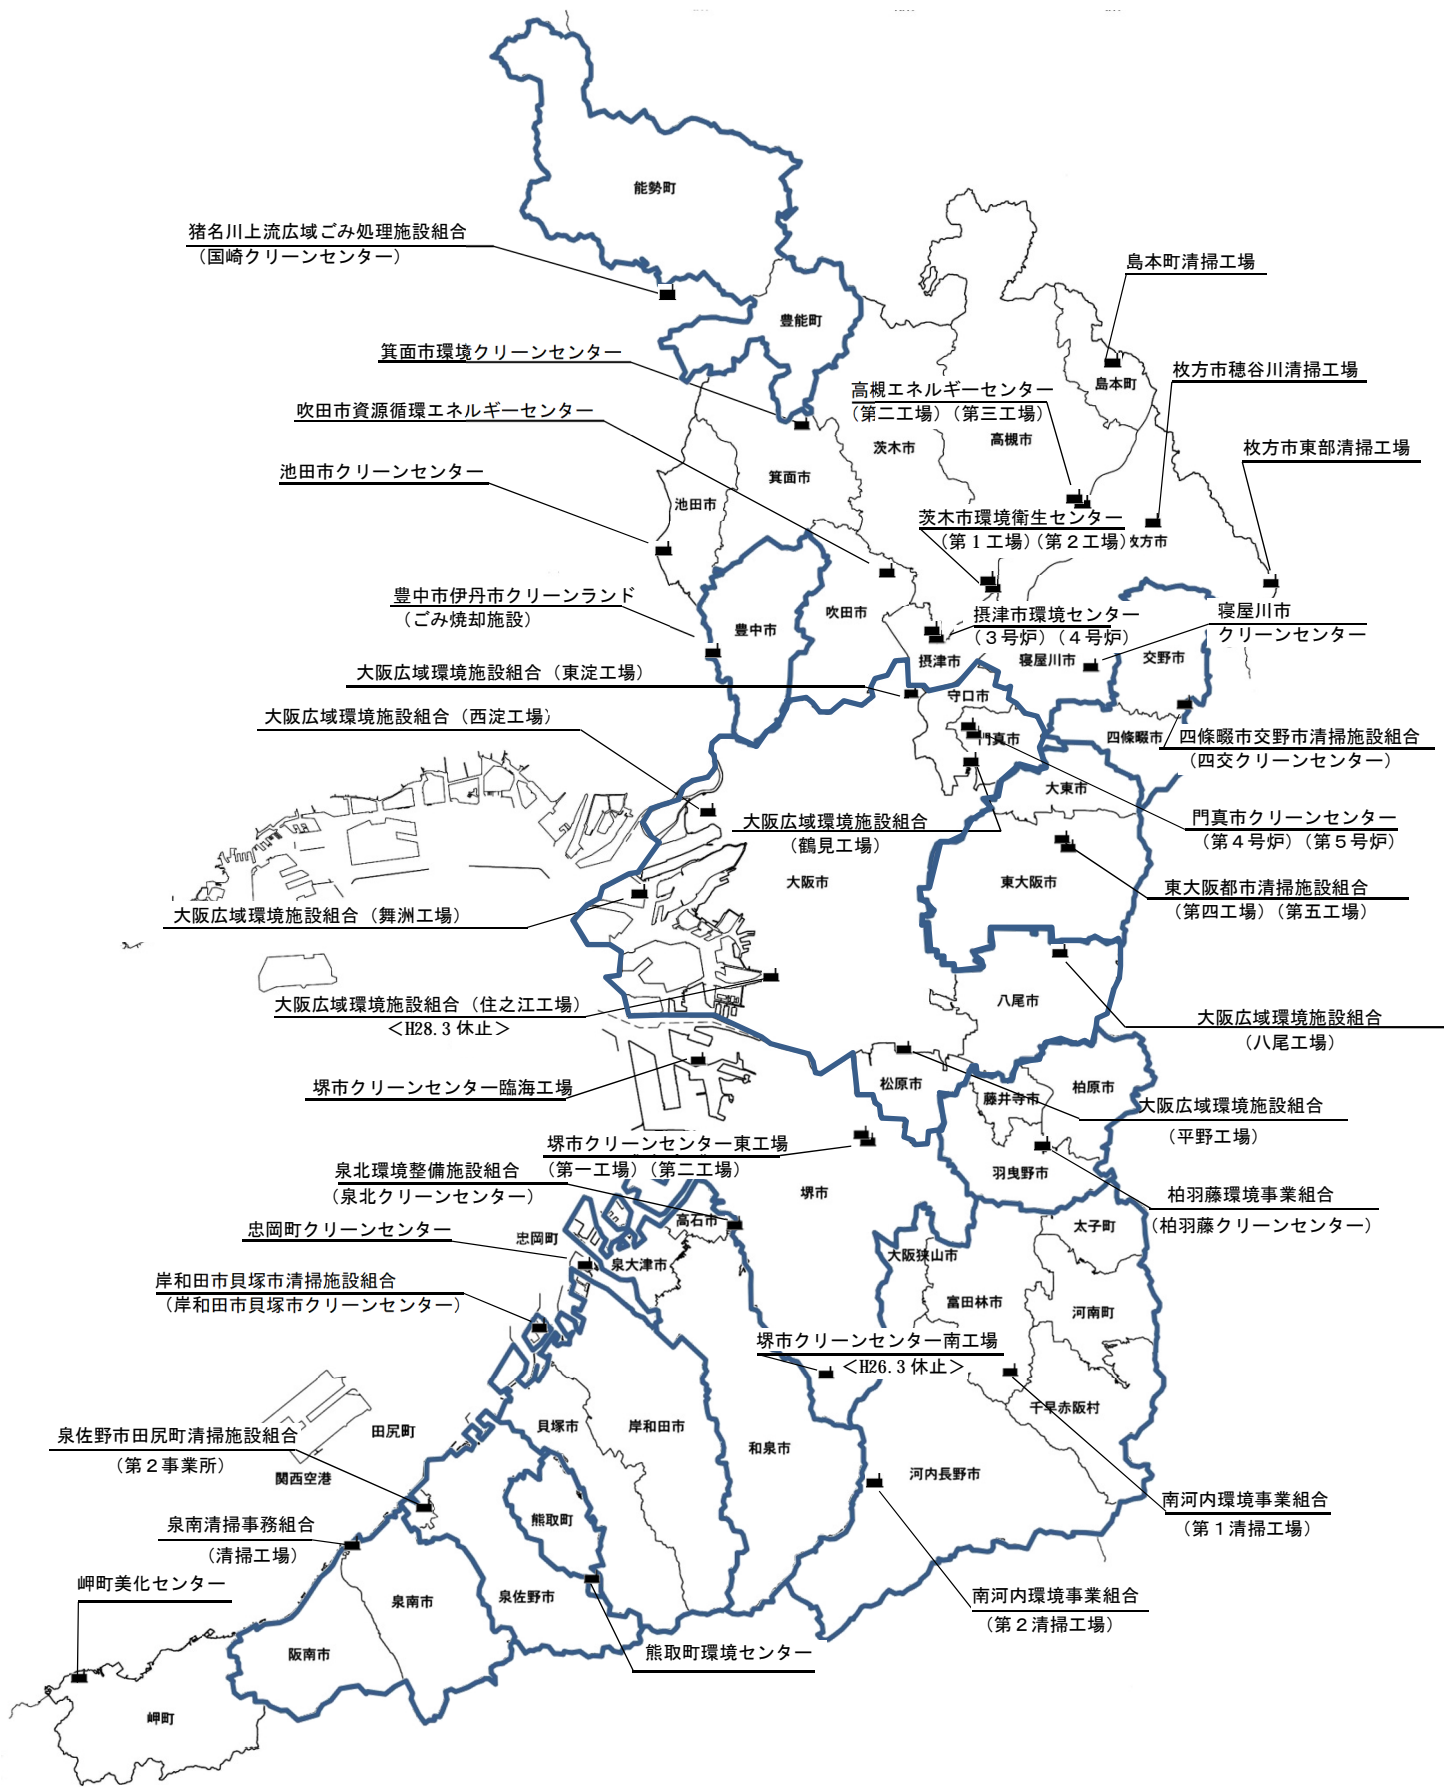 能勢町
猪名川上流広域ごみ処理施設組合
（国崎クリーンセンター）
島本町清掃工場
豊能町
箕面市環境クリーンセンター
枚方市穂谷川清掃工場
島本町
高槻エネルギーセンター
（第二工場）（第三工場）
吹田市資源循環エネルギーセンター
高槻市
茨木市
枚方市東部清掃工場
池田市クリーンセンター
箕面市
池田市
茨木市環境衛生センター
（第１工場）（第２工場）
枚方市
豊中市伊丹市クリーンランド
（ごみ焼却施設）
吹田市
豊中市
摂津市環境センター
（３号炉）（４号炉）
寝屋川市
クリーンセンター
摂津市
寝屋川市
交野市
大阪広域環境施設組合（東淀工場）
守口市
大阪広域環境施設組合（西淀工場）
門真市
四條畷市
四條畷市交野市清掃施設組合
（四交クリーンセンター）
大東市
大阪広域環境施設組合
（鶴見工場）
門真市クリーンセンター
（第４号炉）（第５号炉）
大阪市
東大阪市
東大阪都市清掃施設組合
（第四工場）（第五工場）
大阪広域環境施設組合（舞洲工場）
大阪広域環境施設組合（住之江工場）
＜H28.3 休止＞
八尾市
大阪広域環境施設組合
（八尾工場）
堺市クリーンセンター臨海工場
松原市
藤井寺市
柏原市
大阪広域環境施設組合
（平野工場）
堺市クリーンセンター東工場
（第一工場）（第二工場）
泉北環境整備施設組合
（泉北クリーンセンター）
堺市
羽曳野市
柏羽藤環境事業組合
（柏羽藤クリーンセンター）
忠岡町クリーンセンター
忠岡町
高石市
太子町
泉大津市
大阪狭山市
岸和田市貝塚市清掃施設組合
（岸和田市貝塚市クリーンセンター）
富田林市
河南町
堺市クリーンセンター南工場
＜H26.3 休止＞
千早赤阪村
田尻町
貝塚市
岸和田市
和泉市
泉佐野市田尻町清掃施設組合
（第２事業所）
関西空港
河内長野市
南河内環境事業組合
（第１清掃工場）
熊取町
泉南清掃事務組合
（清掃工場）
岬町美化センター
泉南市
泉佐野市
南河内環境事業組合
（第２清掃工場）
阪南市
熊取町環境センター
岬町